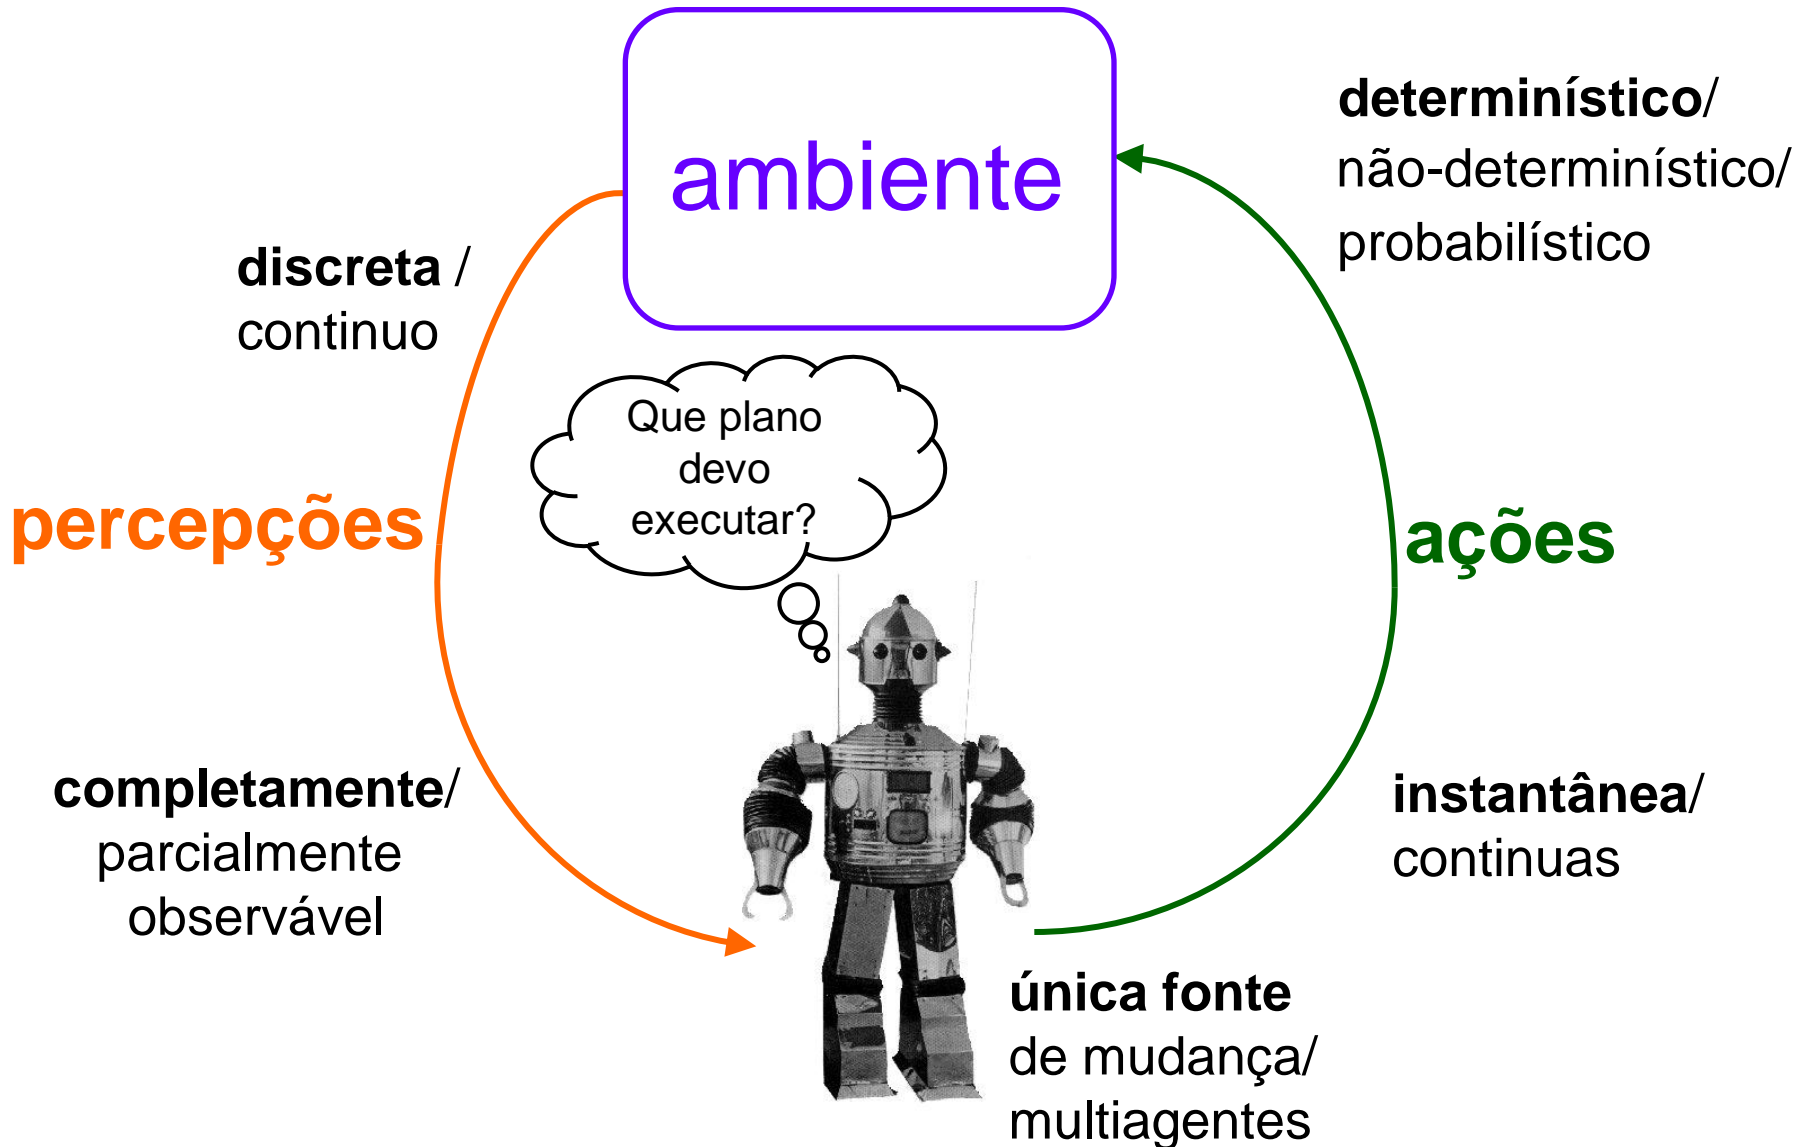 ambiente
determinístico/
não-determinístico/
probabilístico
discreta /
continuo
Que plano
devo
executar?
percepções
ações
completamente/
parcialmente
observável
instantânea/
continuas
única fonte
de mudança/
multiagentes